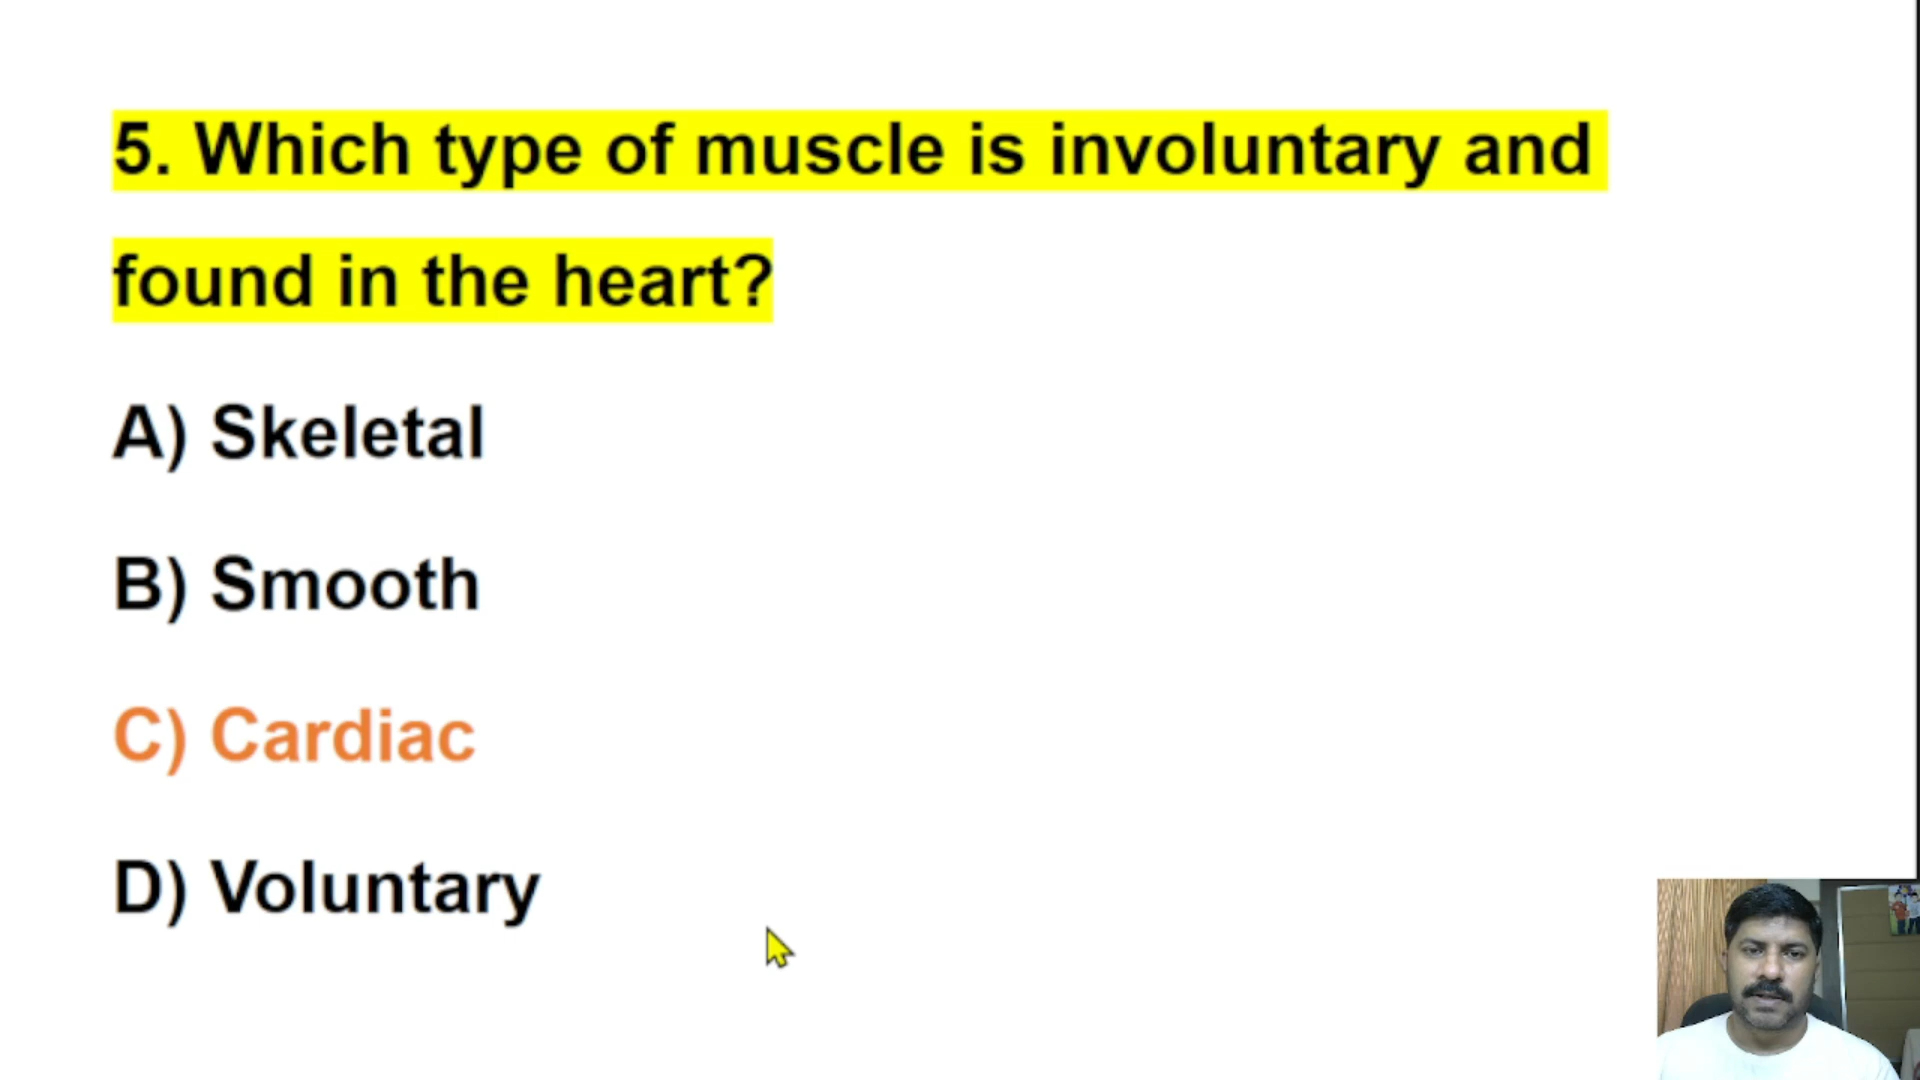 5. Which type of muscle is involuntary and
found in the heart?
A) Skeletal
B) Smooth
C) Cardiac
D) Voluntary